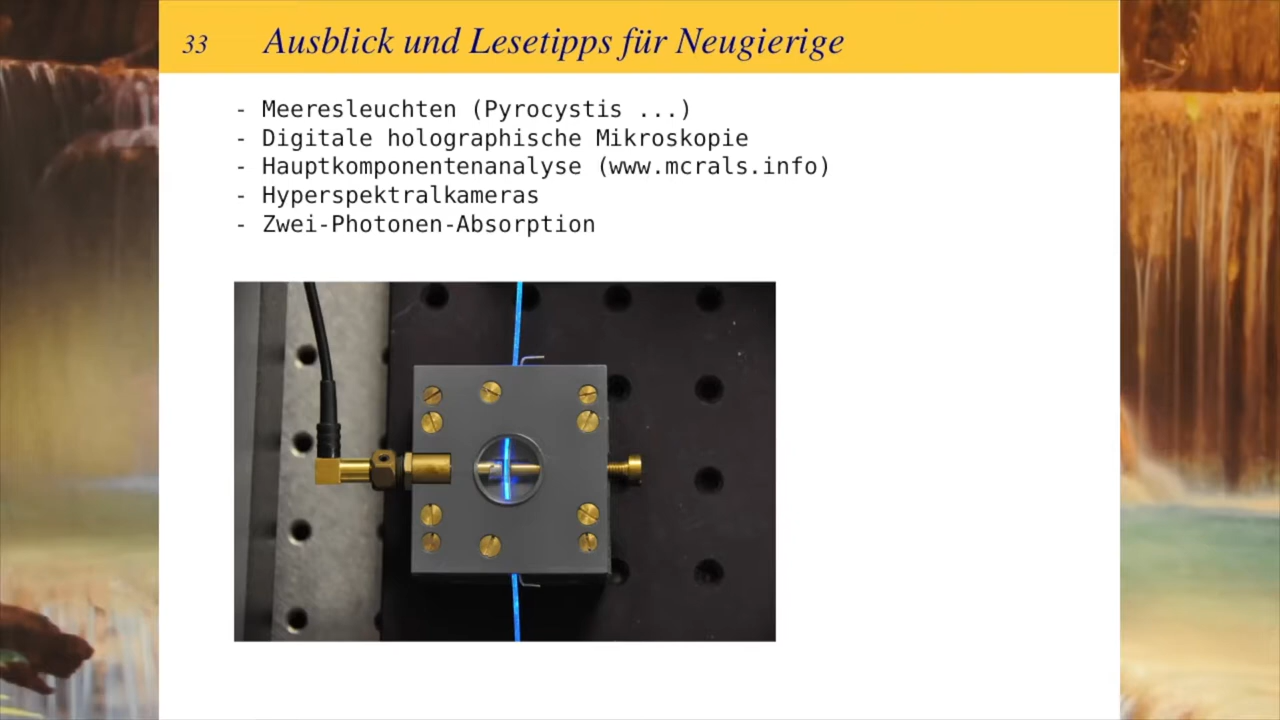 33 Ausblick und Lesetipps für Neugierige
- Meeresleuchten (Pyrocystis ...)
- Digitale holographische Mikroskopie
- Hauptkomponentenanalyse (www.mcrals.info)
- Hyperspektralkameras
- Zwei-Photonen-Absorption